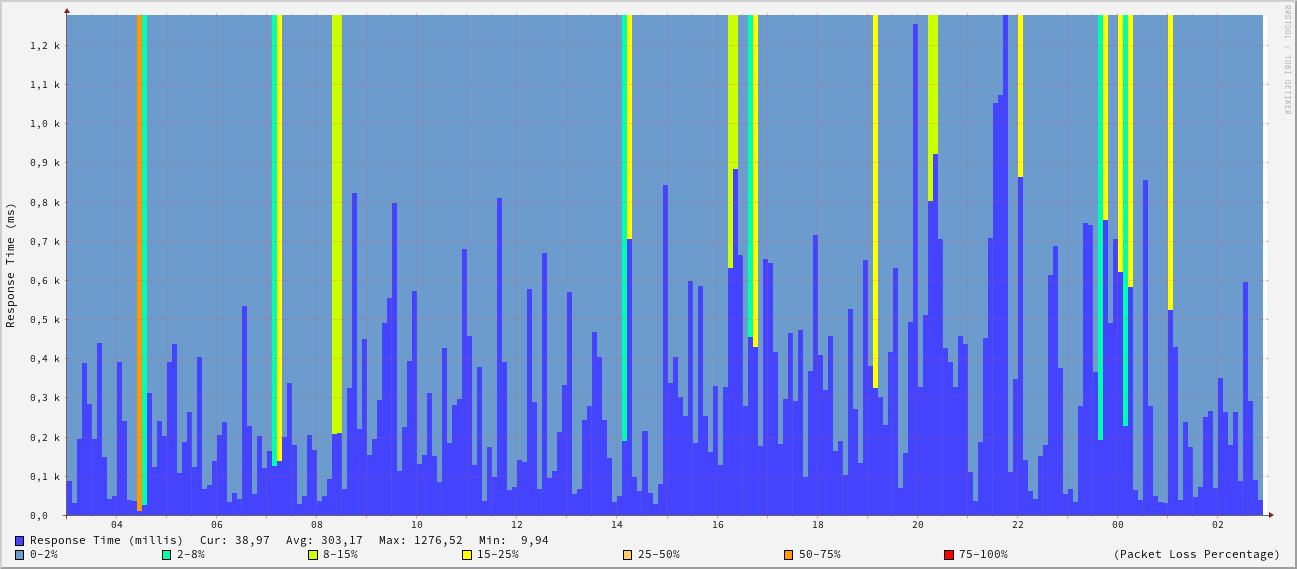 RRDTOOL / TOBI OETIKER
Response Time (ms)
1,2 k
1,1 k
1,0 k
0,9 k
0,8 k
0,7 k
0,6 k
0,5 k
0,4 k
0,3 k
0,2 k
0,1 k
0,0
04 06 08 10 12 14 16 18 20 22 00 02
Response Time (millis) Cur: 38,97 Avg: 303,17 Max: 1276,52 Min: 9,94
0-2% 2-8% 8-15% 15-25% 25-50% 50-75% 75-100% (Packet Loss Percentage)